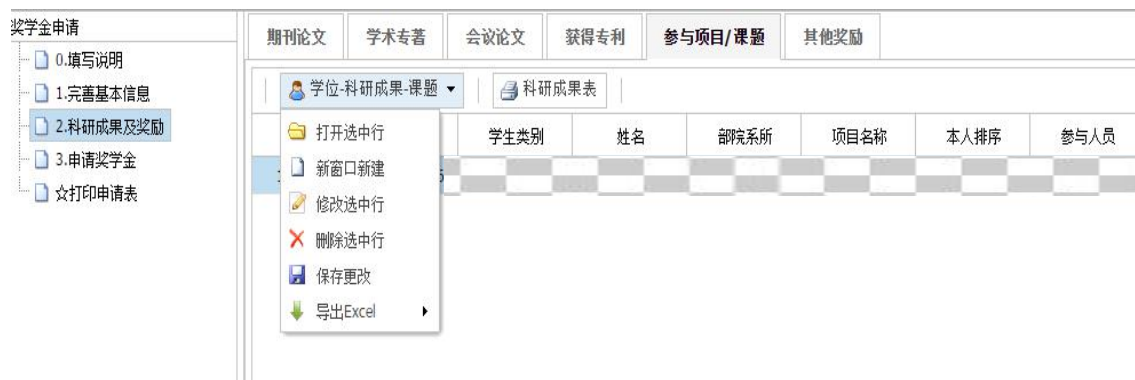 奖学金申请
0.填写说明
1.完善基本信息
2.科研成果及奖励
3.申请奖学金
☆打印申请表
期刊论文 学术专著 会议论文 获得专利 参与项目/课题 其他奖励
学位-科研成果-课题 科研成果表
学生类别 姓名 部院系所 项目名称 本人排序 参与人员
打开选中行
新窗口新建
修改选中行
删除选中行
保存更改
导出Excel